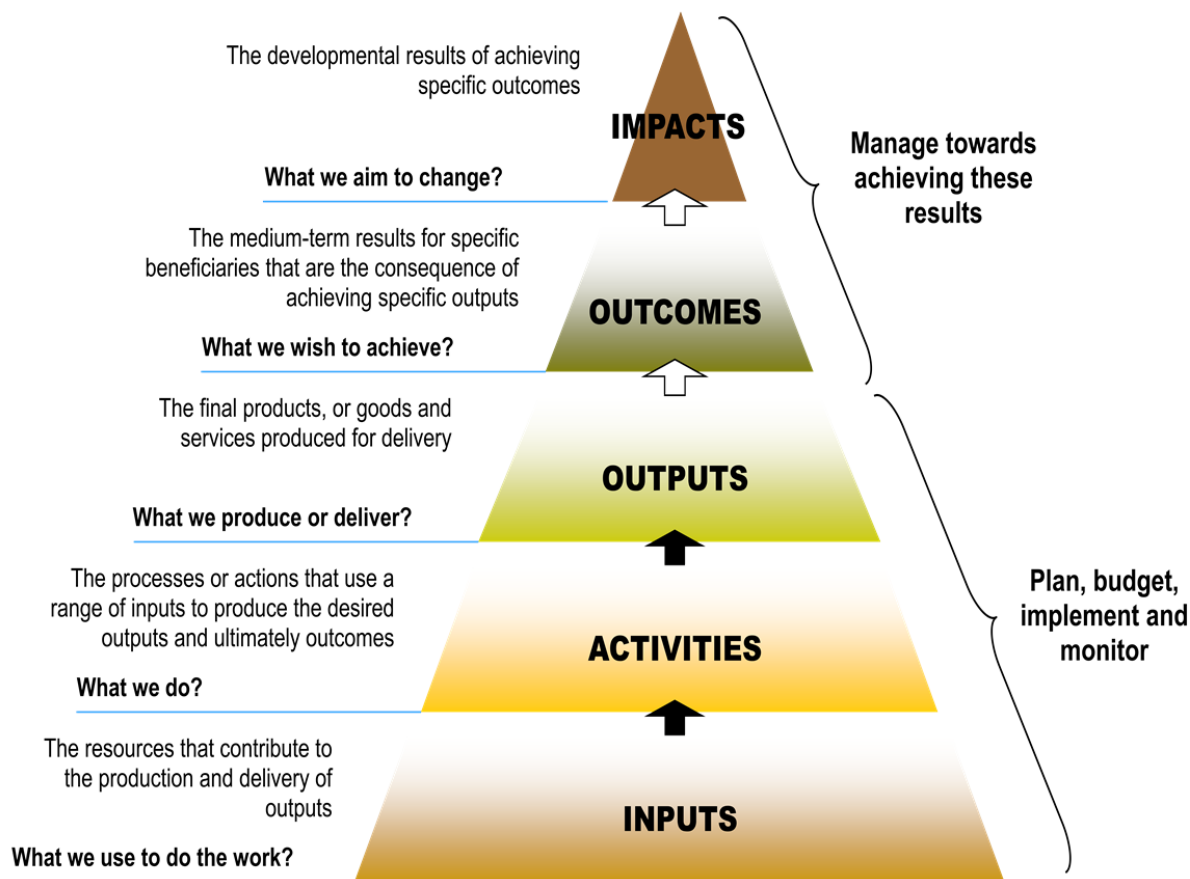 The developmental results of achieving
specific outcomes
IMPACTS
What we aim to change?
Manage towards
achieving these
results
The medium-term results for specific
beneficiaries that are the consequence of
achieving specific outputs
OUTCOMES
What we wish to achieve?
The final products, or goods and
services produced for delivery
OUTPUTS
What we produce or deliver?
The processes or actions that use a
range of inputs to produce the desired
outputs and ultimately outcomes
ACTIVITIES
What we do?
Plan, budget,
implement and
monitor
The resources that contribute to
the production and delivery of
outputs
INPUTS
What we use to do the work?